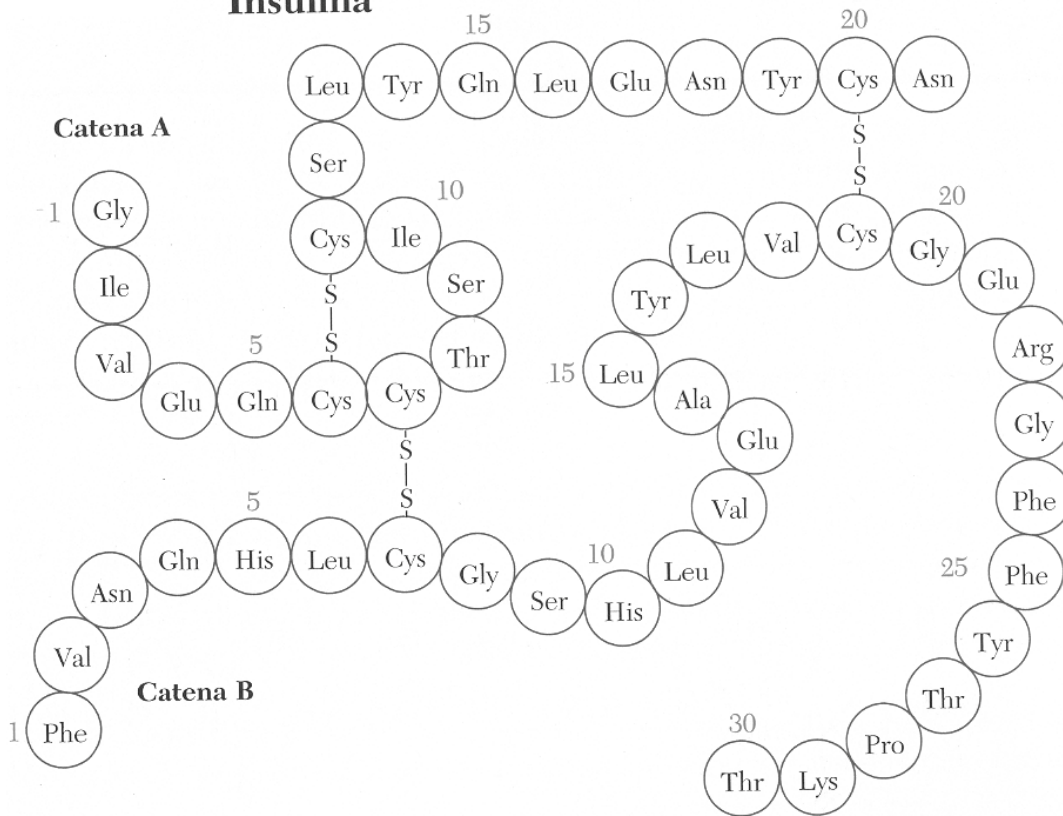 Insulina
15
20
Leu Tyr Gln Leu Glu Asn Tyr Cys Asn
Catena A
Ser
S
S
1 Gly
10
Cys Ile
20
Leu Val Cys Gly
Ile
Ser
Glu
S
Tyr
S
Val
5
Thr
15 Leu
Arg
Glu Gln Cys Cys
Ala
Gly
Glu
S
S
Val
Phe
5
10
25
Asn Gln His Leu Cys Gly Ser His Leu
Phe
Val
Tyr
Catena B
Thr
1 Phe
30
Pro
Thr Lys